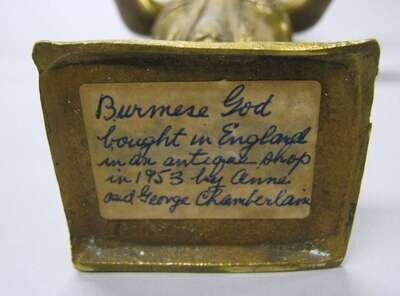 Burmese God
bought in England
in an antique shop
in 1953 by Anne
and George Chamberlain